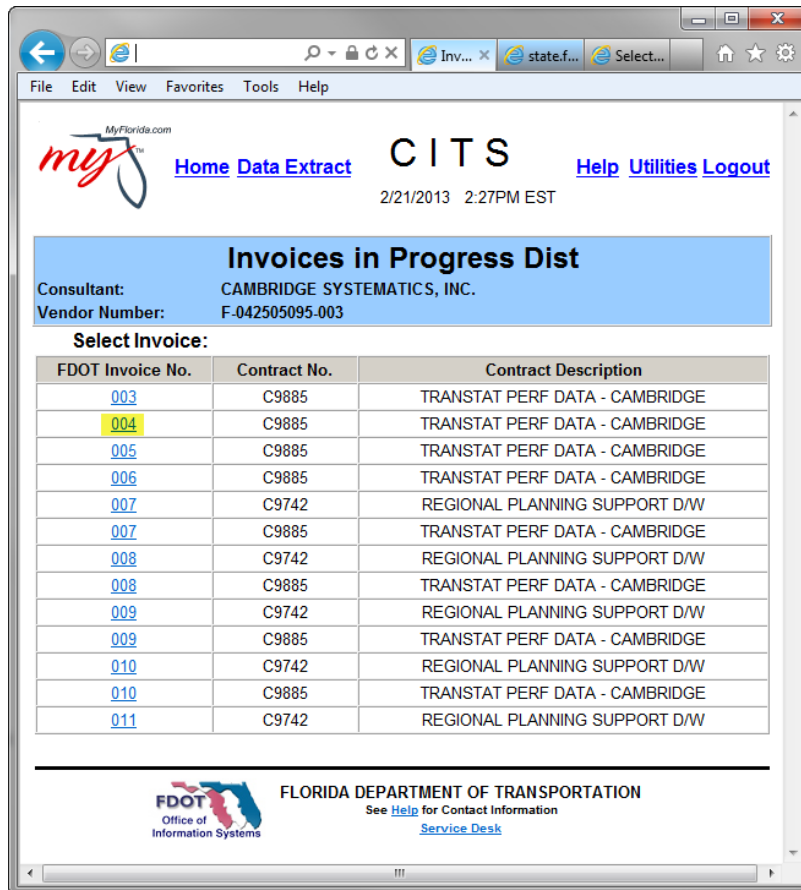 Inv...
state.f...
Select...
File Edit View Favorites Tools Help
MyFlorida.com
my
TM
Home Data Extract
CITS
Help Utilities Logout
2/21/2013 2:27PM EST
Invoices in Progress Dist
Consultant: CAMBRIDGE SYSTEMATICS, INC.
Vendor Number: F-042505095-003
Select Invoice:
FDOT Invoice No. Contract No. Contract Description
003 C9885 TRANSTAT PERF DATA - CAMBRIDGE
004 C9885 TRANSTAT PERF DATA - CAMBRIDGE
005 C9885 TRANSTAT PERF DATA - CAMBRIDGE
006 C9885 TRANSTAT PERF DATA - CAMBRIDGE
007 C9742 REGIONAL PLANNING SUPPORT D/W
007 C9885 TRANSTAT PERF DATA - CAMBRIDGE
008 C9742 REGIONAL PLANNING SUPPORT D/W
008 C9885 TRANSTAT PERF DATA - CAMBRIDGE
009 C9742 REGIONAL PLANNING SUPPORT D/W
009 C9885 TRANSTAT PERF DATA - CAMBRIDGE
010 C9742 REGIONAL PLANNING SUPPORT D/W
010 C9885 TRANSTAT PERF DATA - CAMBRIDGE
011 C9742 REGIONAL PLANNING SUPPORT D/W
FDOT
Office of
Information Systems
FLORIDA DEPARTMENT OF TRANSPORTATION
See Help for Contact Information
Service Desk